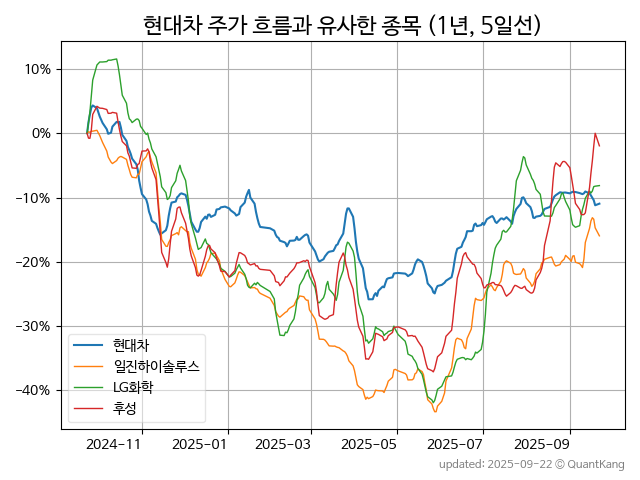 현대차 주가 흐름과 유사한 종목 (1년, 5일선)
10%
0%
-10%
-20%
-30%
-40%
현대차
일진하이솔루스
LG화학
후성
2024-11 2025-01 2025-03 2025-05 2025-07 2025-09
updated: 2025-09-22 © QuantKang